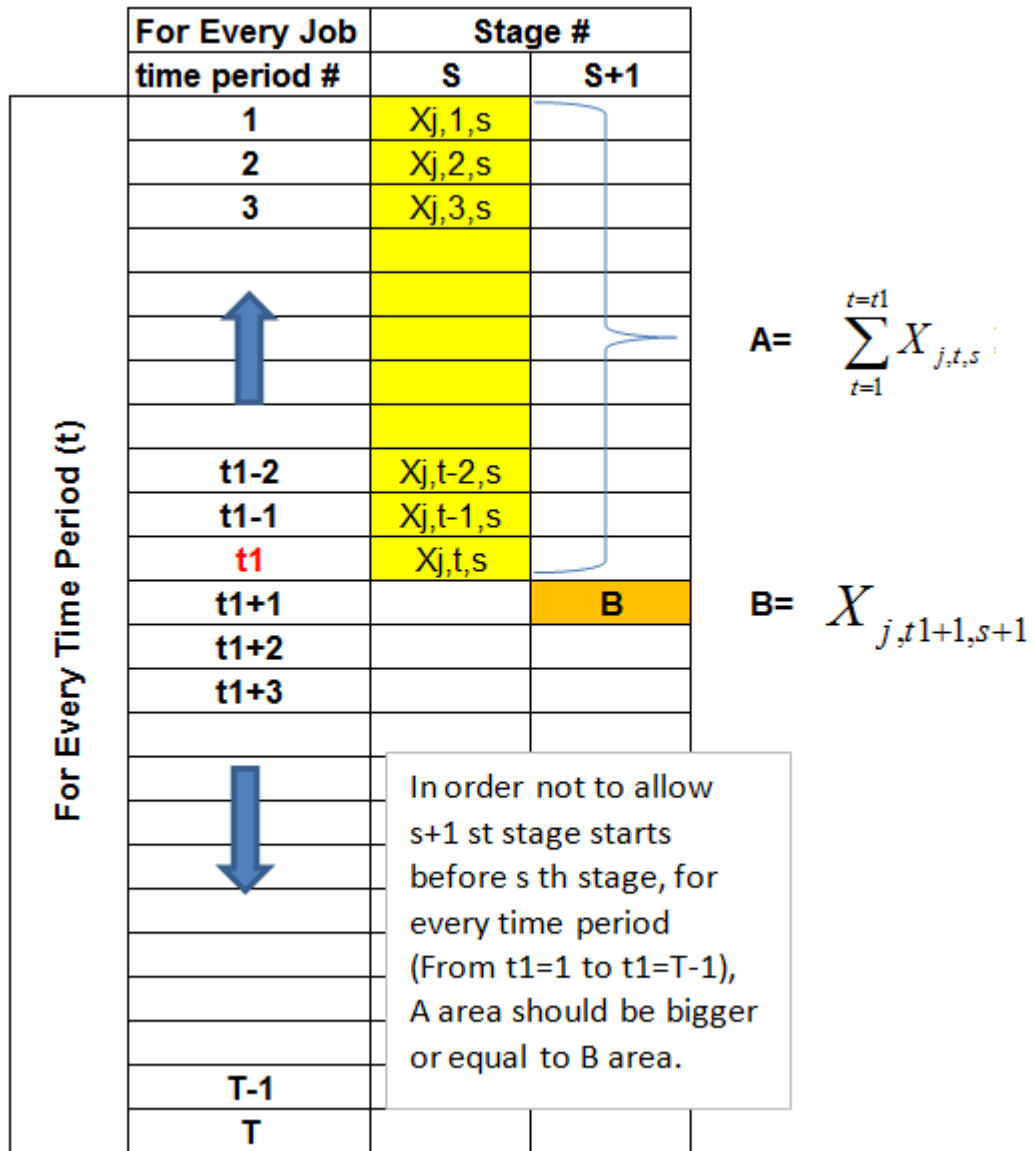 For Every Job Stage #
time period # S S+1
1 Xj,1,s
2 Xj,2,s
3 Xj,3,s
t1-2 Xj,t-2,s
t1-1 Xj,t-1,s
t1 Xj,t,s
t1+1 B
t1+2
t1+3
T-1
T
For Every Time Period (t)
A= \sum_{t=1}^{t=t1} X_{j,t,s}
B= X_{j,t1+1,s+1}
In order not to allow
s+1 st stage starts
before s th stage, for
every time period
(From t1=1 to t1=T-1),
A area should be bigger
or equal to B area.